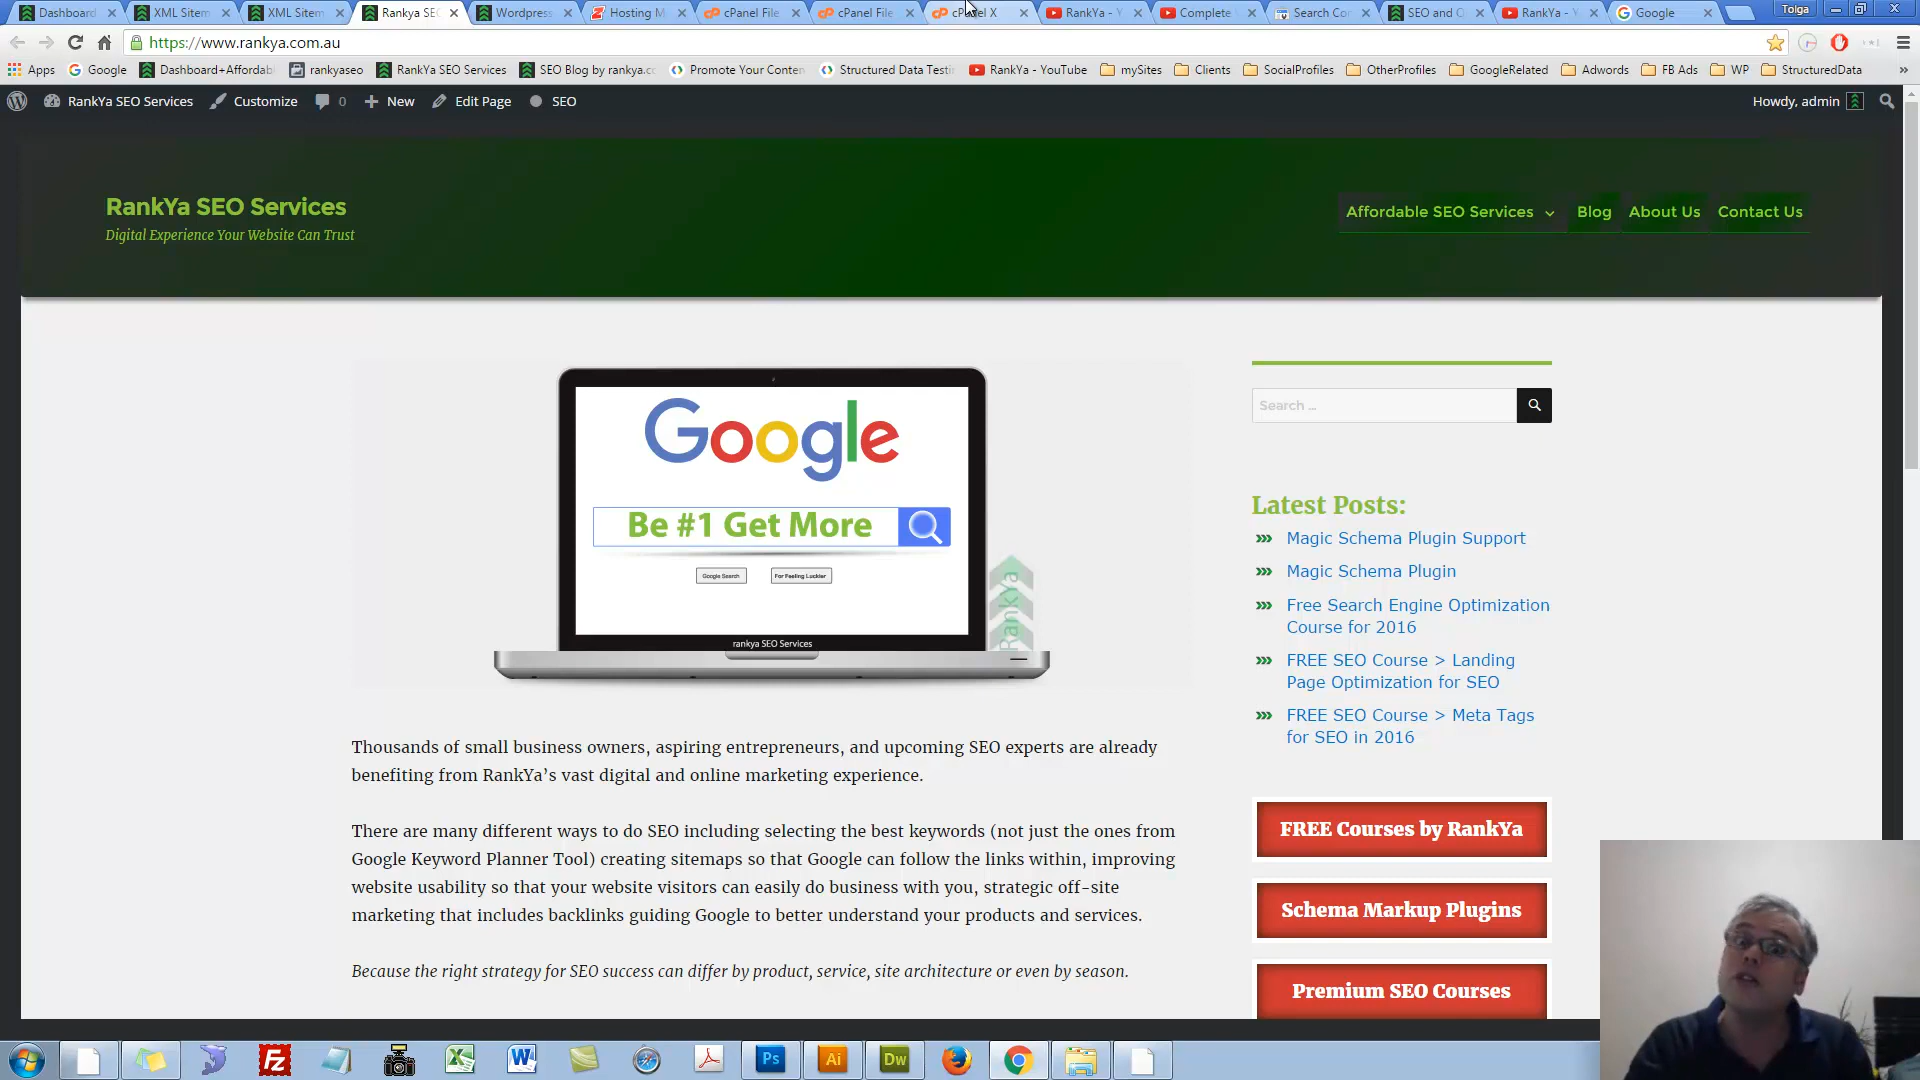 Dashboard
XML Sitem
XML Sitem
Rankya SEO
Wordpress
Hosting M
cPanel File
cPanel File
cPanel X
RankYa - Y
Complete
Search Con
SEO and O
RankYa - Y
Google
Tolga
https://www.rankya.com.au
Apps
Google
Dashboard+Affordab
rankyaseo
RankYa SEO Services
SEO Blog by rankya.cc
Promote Your Conten
Structured Data Testi
RankYa - YouTube
mySites
Clients
SocialProfiles
OtherProfiles
GoogleRelated
Adwords
FB Ads
WP
StructuredData
»
RankYa SEO Services
Customize
0
New
Edit Page
SEO
Howdy, admin
RankYa SEO Services
Digital Experience Your Website Can Trust
Affordable SEO Services
Blog
About Us
Contact Us
Google
Be #1 Get More
Google Search
For Feeling Luckier
rankya SEO Services
RankYa
Search ...
Latest Posts:
Magic Schema Plugin Support
Magic Schema Plugin
Free Search Engine Optimization
Course for 2016
FREE SEO Course > Landing
Page Optimization for SEO
FREE SEO Course > Meta Tags
for SEO in 2016
Thousands of small business owners, aspiring entrepreneurs, and upcoming SEO experts are already
benefiting from RankYa's vast digital and online marketing experience.
There are many different ways to do SEO including selecting the best keywords (not just the ones from
Google Keyword Planner Tool) creating sitemaps so that Google can follow the links within, improving
website usability so that your website visitors can easily do business with you, strategic off-site
marketing that includes backlinks guiding Google to better understand your products and services.
Because the right strategy for SEO success can differ by product, service, site architecture or even by season.
FREE Courses by RankYa
Schema Markup Plugins
Premium SEO Courses
Fz
Ps
Ai
Dw